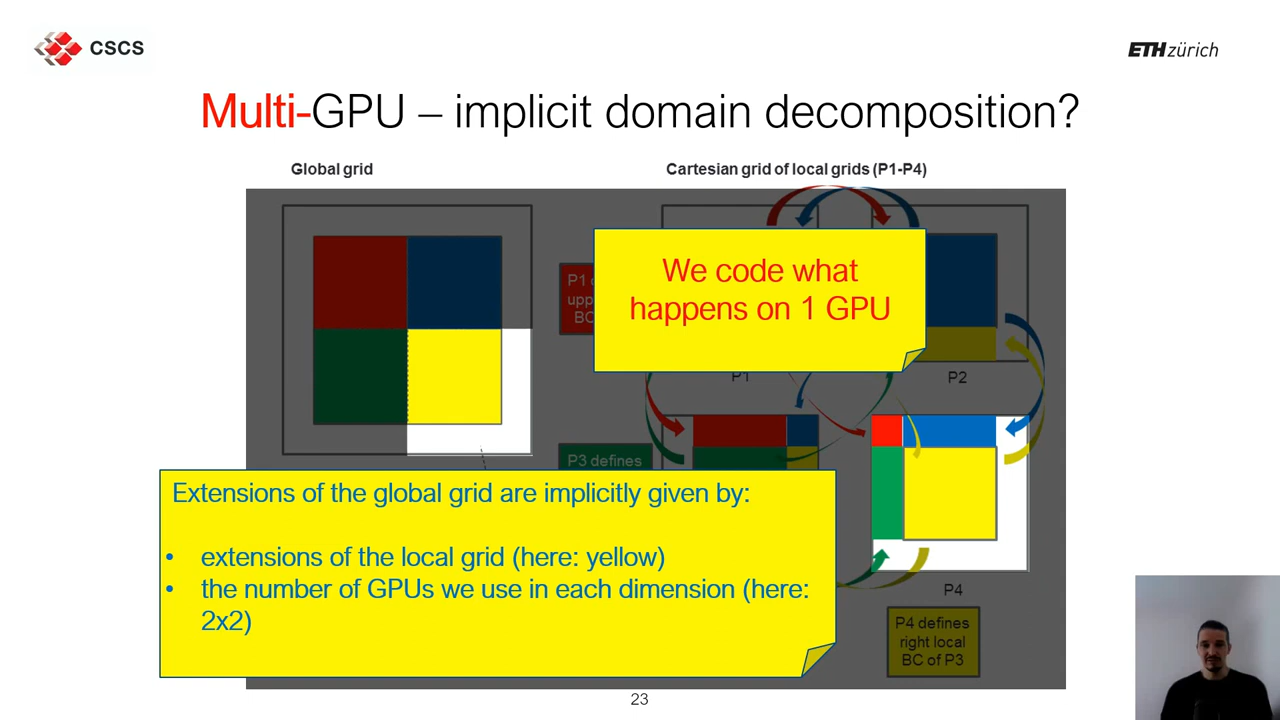 CSCS
ETH zürich
Multi-GPU – implicit domain decomposition?
Global grid
Cartesian grid of local grids (P1-P4)
We code what
happens on 1 GPU
P1
upp
BC
P1
P2
P3 defines
Extensions of the global grid are implicitly given by:
• extensions of the local grid (here: yellow)
• the number of GPUs we use in each dimension (here:
2x2)
P4
P4 defines
right local
BC of P3
23